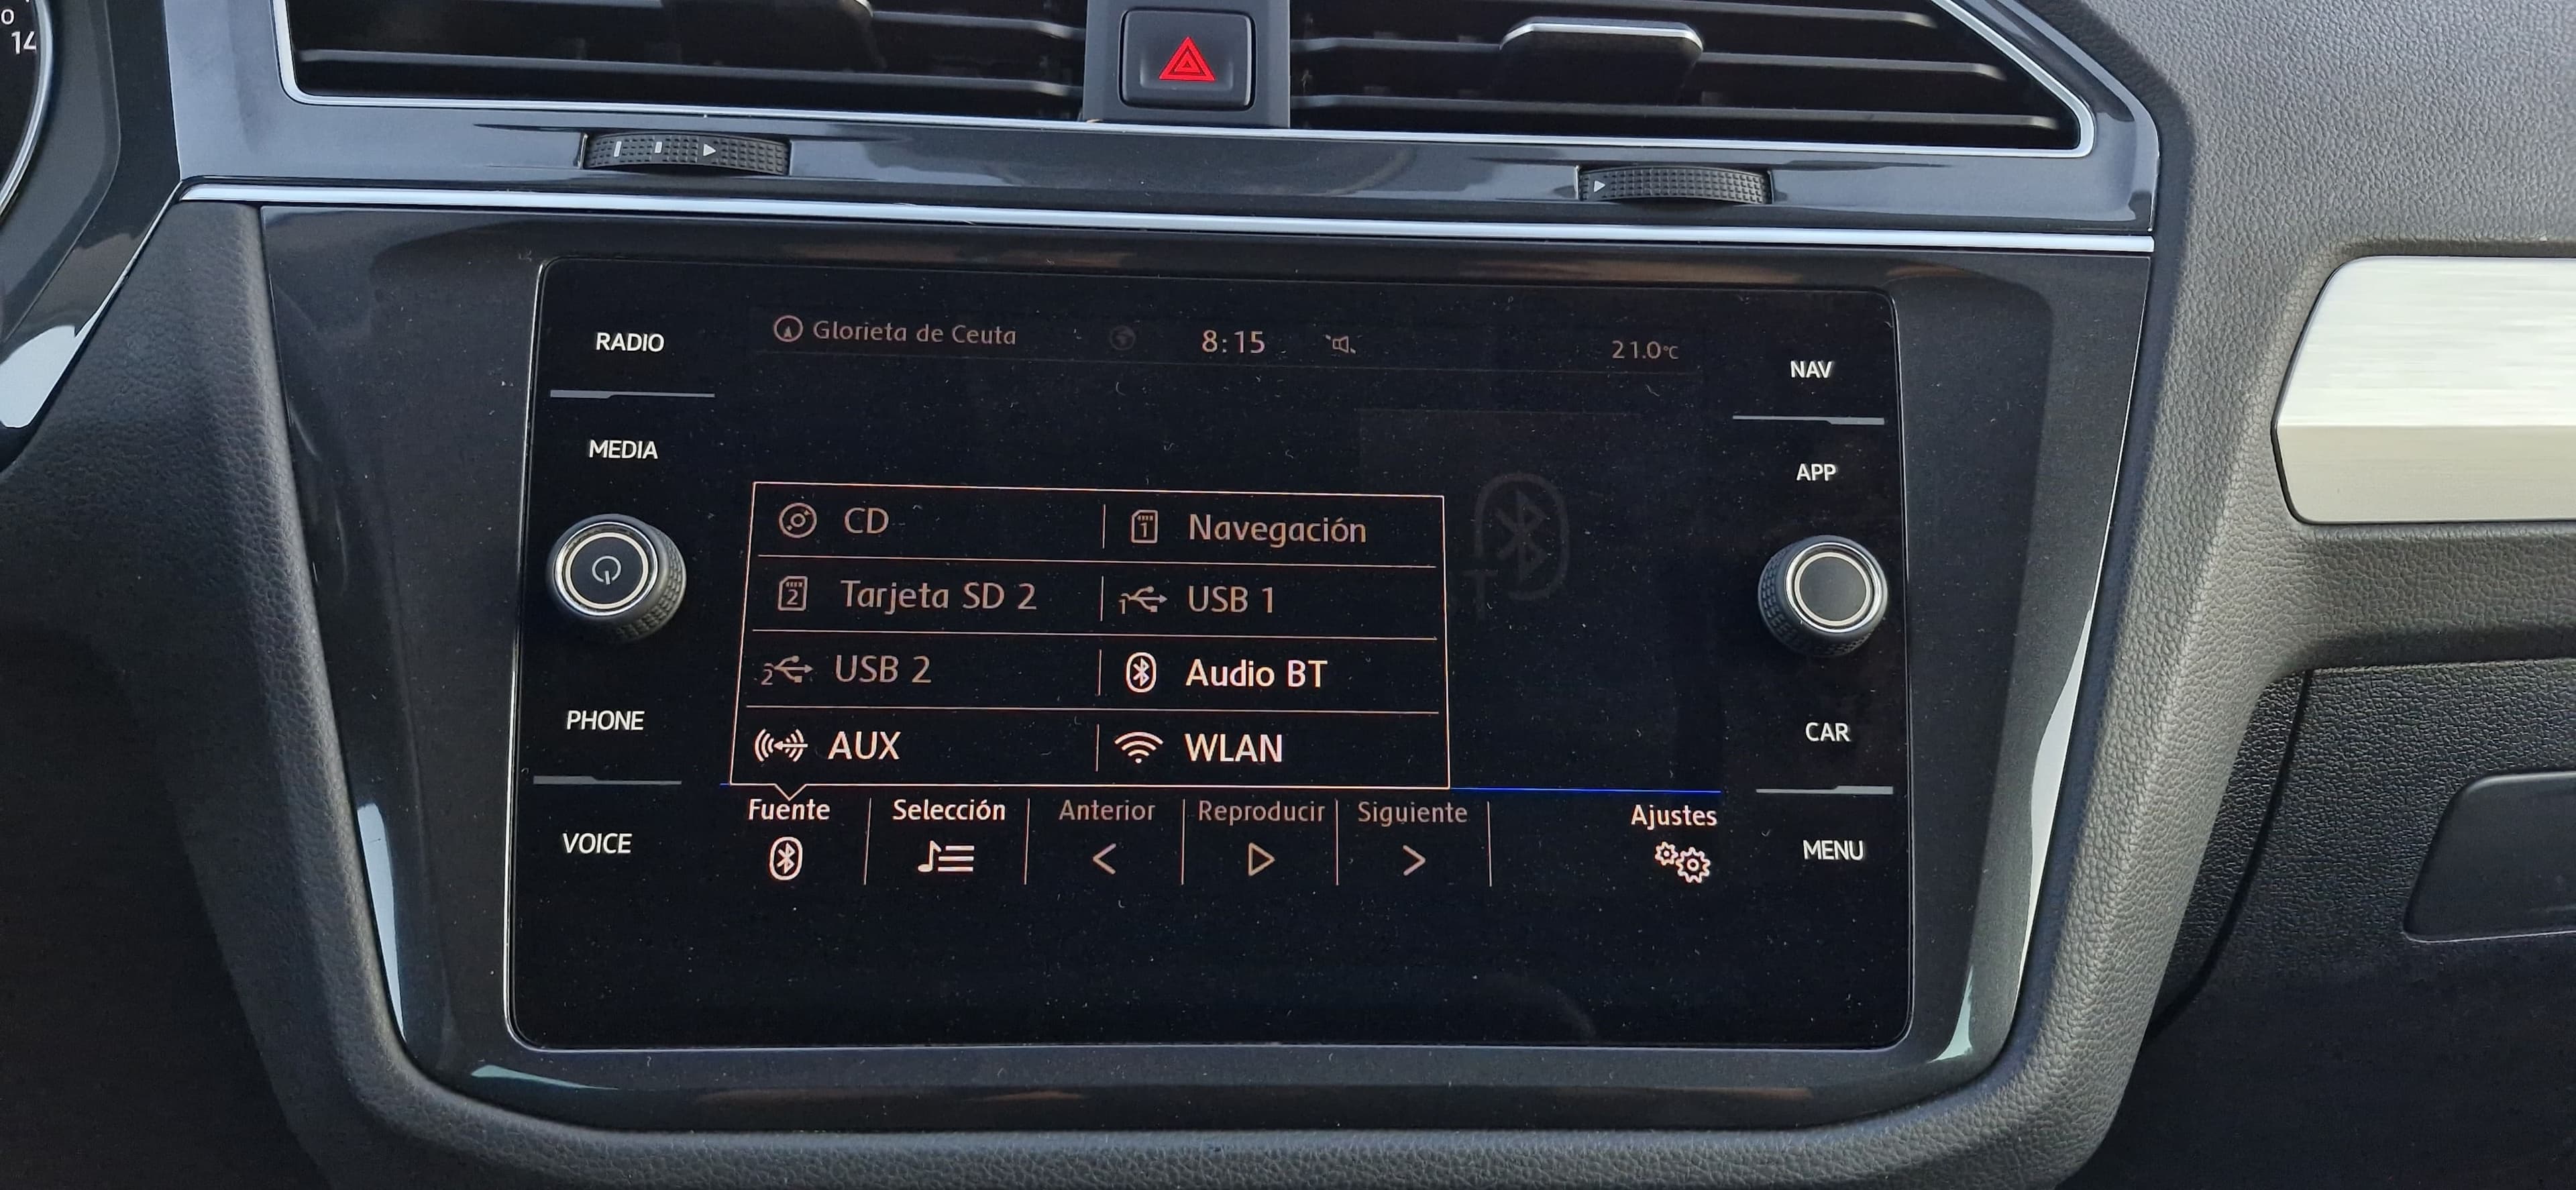 14
RADIO
MEDIA
PHONE
VOICE
Glorieta de Ceuta 8:15 21.0°C
CD Navegación
Tarjeta SD 2 USB 1
USB 2 Audio BT
AUX WLAN
Fuente Selección Anterior Reproducir Siguiente Ajustes
NAV
APP
CAR
MENU